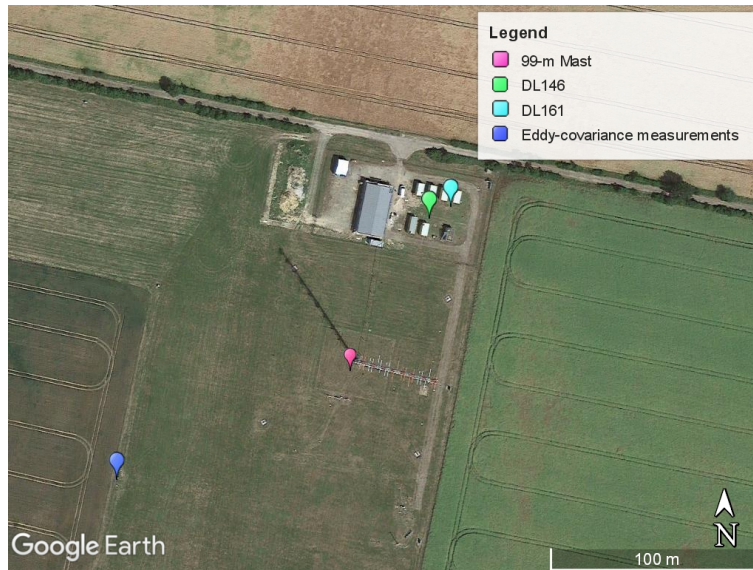 Legend
99-m Mast
DL146
DL161
Eddy-covariance measurements
Google Earth
N
100 m